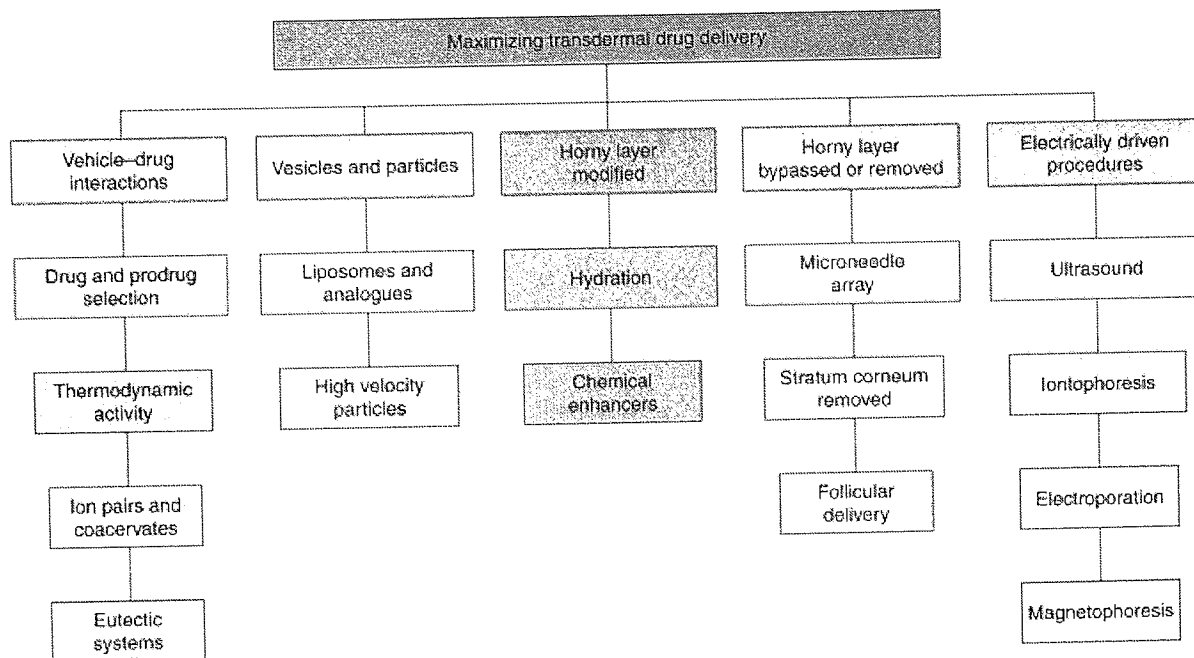 Maximizing transdermal drug delivery
Vehicle–drug
interactions
Vesicles and particles
Horny layer
modified
Horny layer
bypassed or removed
Electrically driven
procedures
Drug and prodrug
selection
Liposomes and
analogues
Hydration
Microneedle
array
Ultrasound
Thermodynamic
activity
High velocity
particles
Chemical
enhancers
Stratum corneum
removed
Iontophoresis
Ion pairs and
coacervates
Follicular
delivery
Electroporation
Eutectic
systems
Magnetophoresis